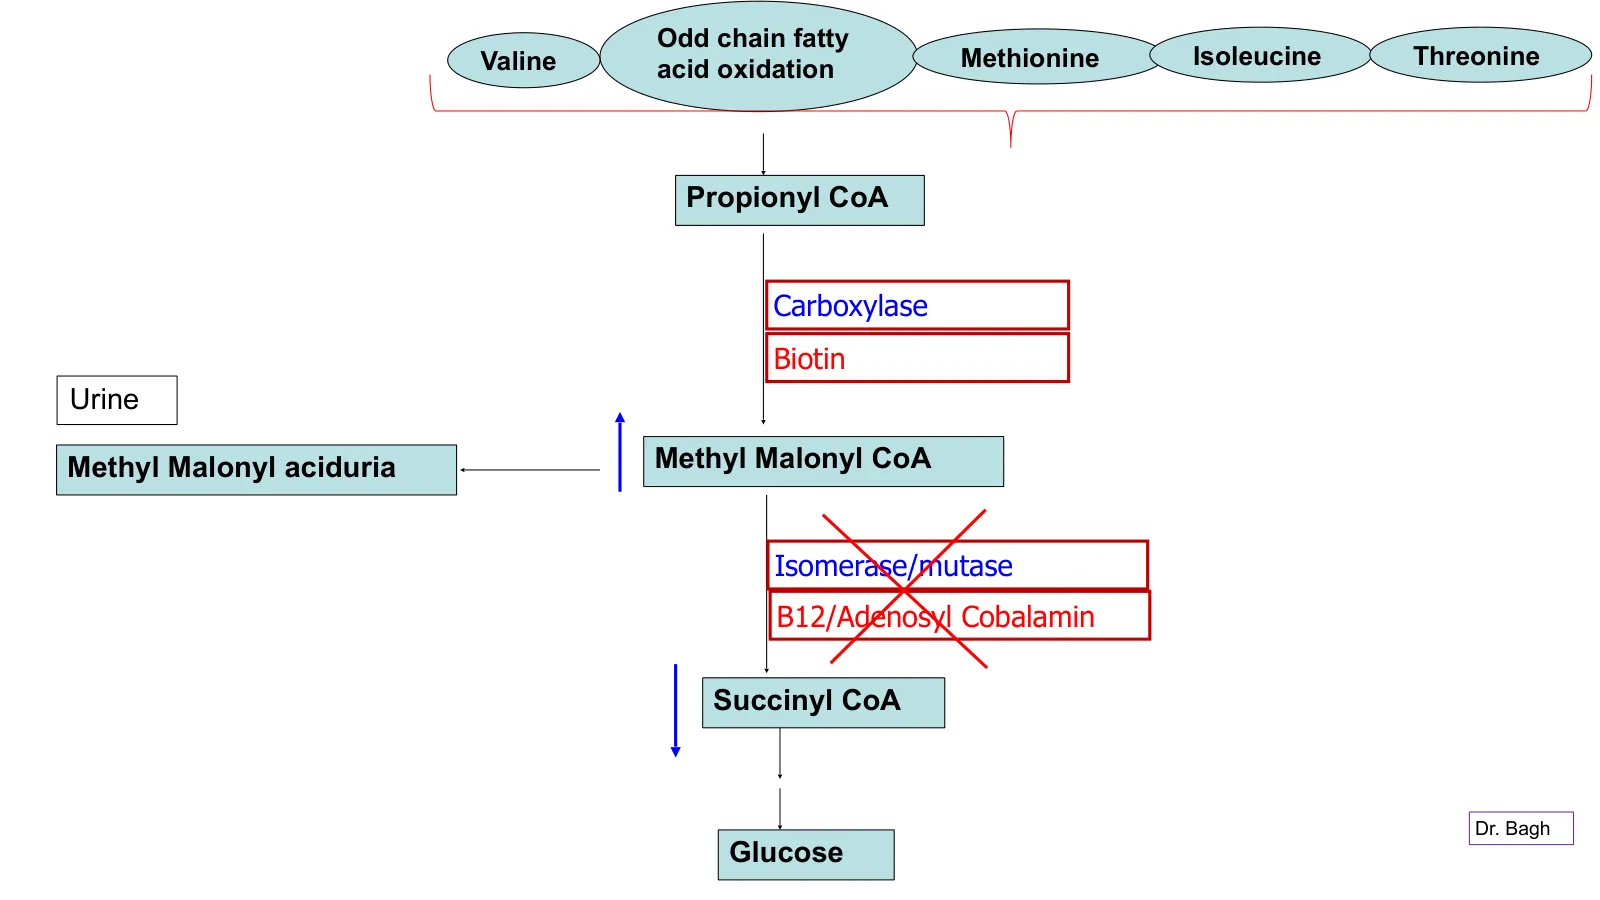 Valine
Odd chain fatty
acid oxidation
Methionine
Isoleucine
Threonine
Propionyl CoA
Carboxylase
Biotin
Urine
Methyl Malonyl aciduria
Methyl Malonyl CoA
Isomerase/mutase
B12/Adenosyl Cobalamin
Succinyl CoA
Glucose
Dr. Bagh